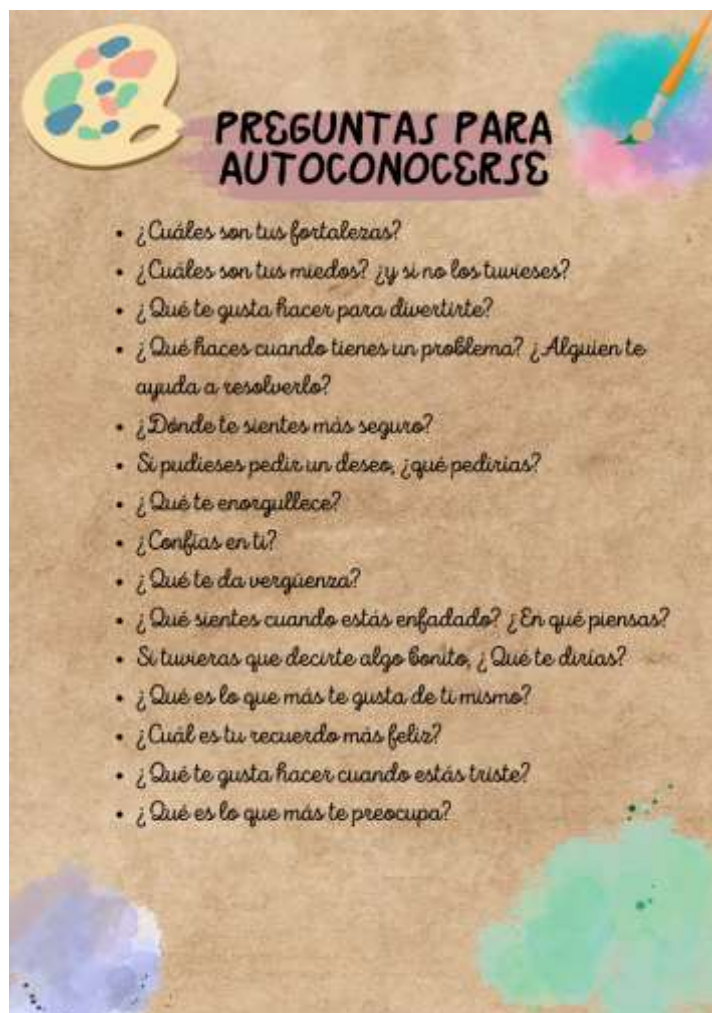 PREGUNTAS PARA
AUTOCONOCERSE
• ¿Cuáles son tus fortalezas?
• ¿Cuáles son tus miedos? ¿y si no los tuvieses?
• ¿Qué te gusta hacer para divertirte?
• ¿Qué haces cuando tienes un problema? ¿Alguien te
ayuda a resolverlo?
• ¿Dónde te sientes más seguro?
• Si pudieses pedir un deseo, ¿qué pedirías?
• ¿Qué te enorgullece?
• ¿Confías en ti?
• ¿Qué te da vergüenza?
• ¿Qué sientes cuando estás enfadado? ¿En qué piensas?
• Si tuvieras que decirte algo bonito, ¿Qué te dirías?
• ¿Qué es lo que más te gusta de ti mismo?
• ¿Cuál es tu recuerdo más feliz?
• ¿Qué te gusta hacer cuando estás triste?
• ¿Qué es lo que más te preocupa?